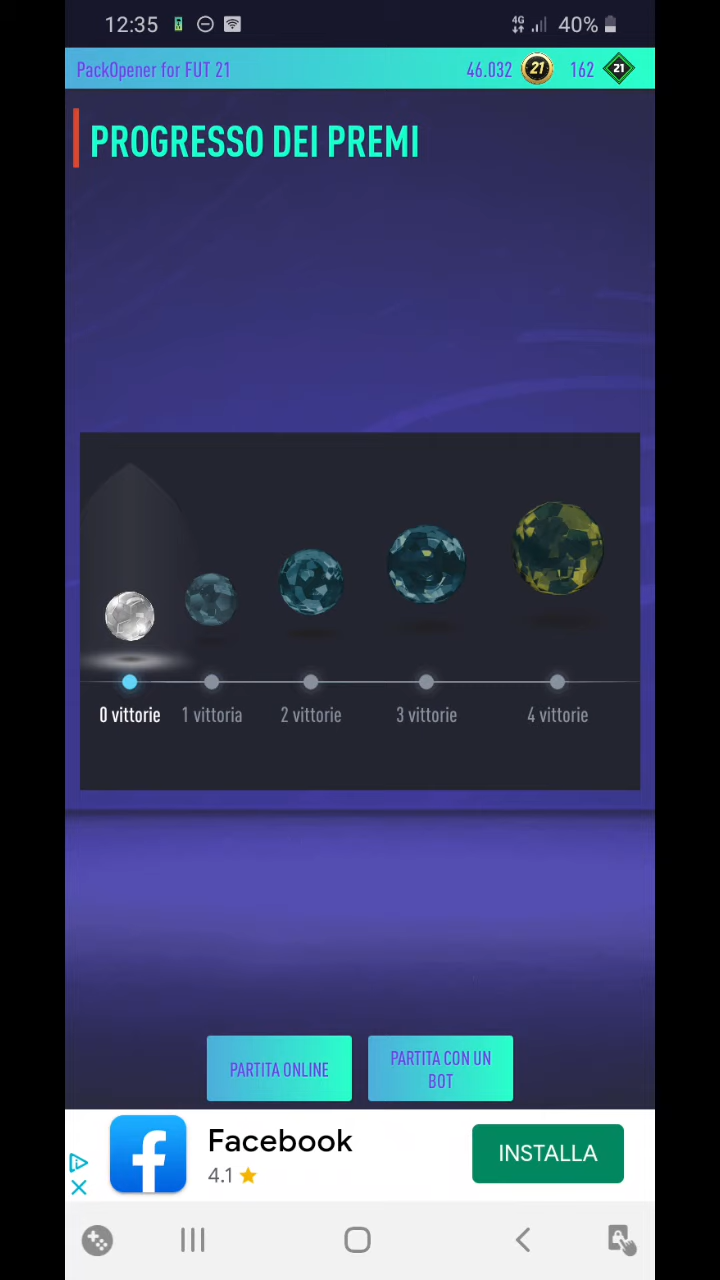 12:35
4G
40%
PackOpener for FUT 21
46.032
21
162
21
PROGRESSO DEI PREMI
0 vittorie
1 vittoria
2 vittorie
3 vittorie
4 vittorie
PARTITA ONLINE
PARTITA CON UN
BOT
Facebook
4.1
INSTALLA